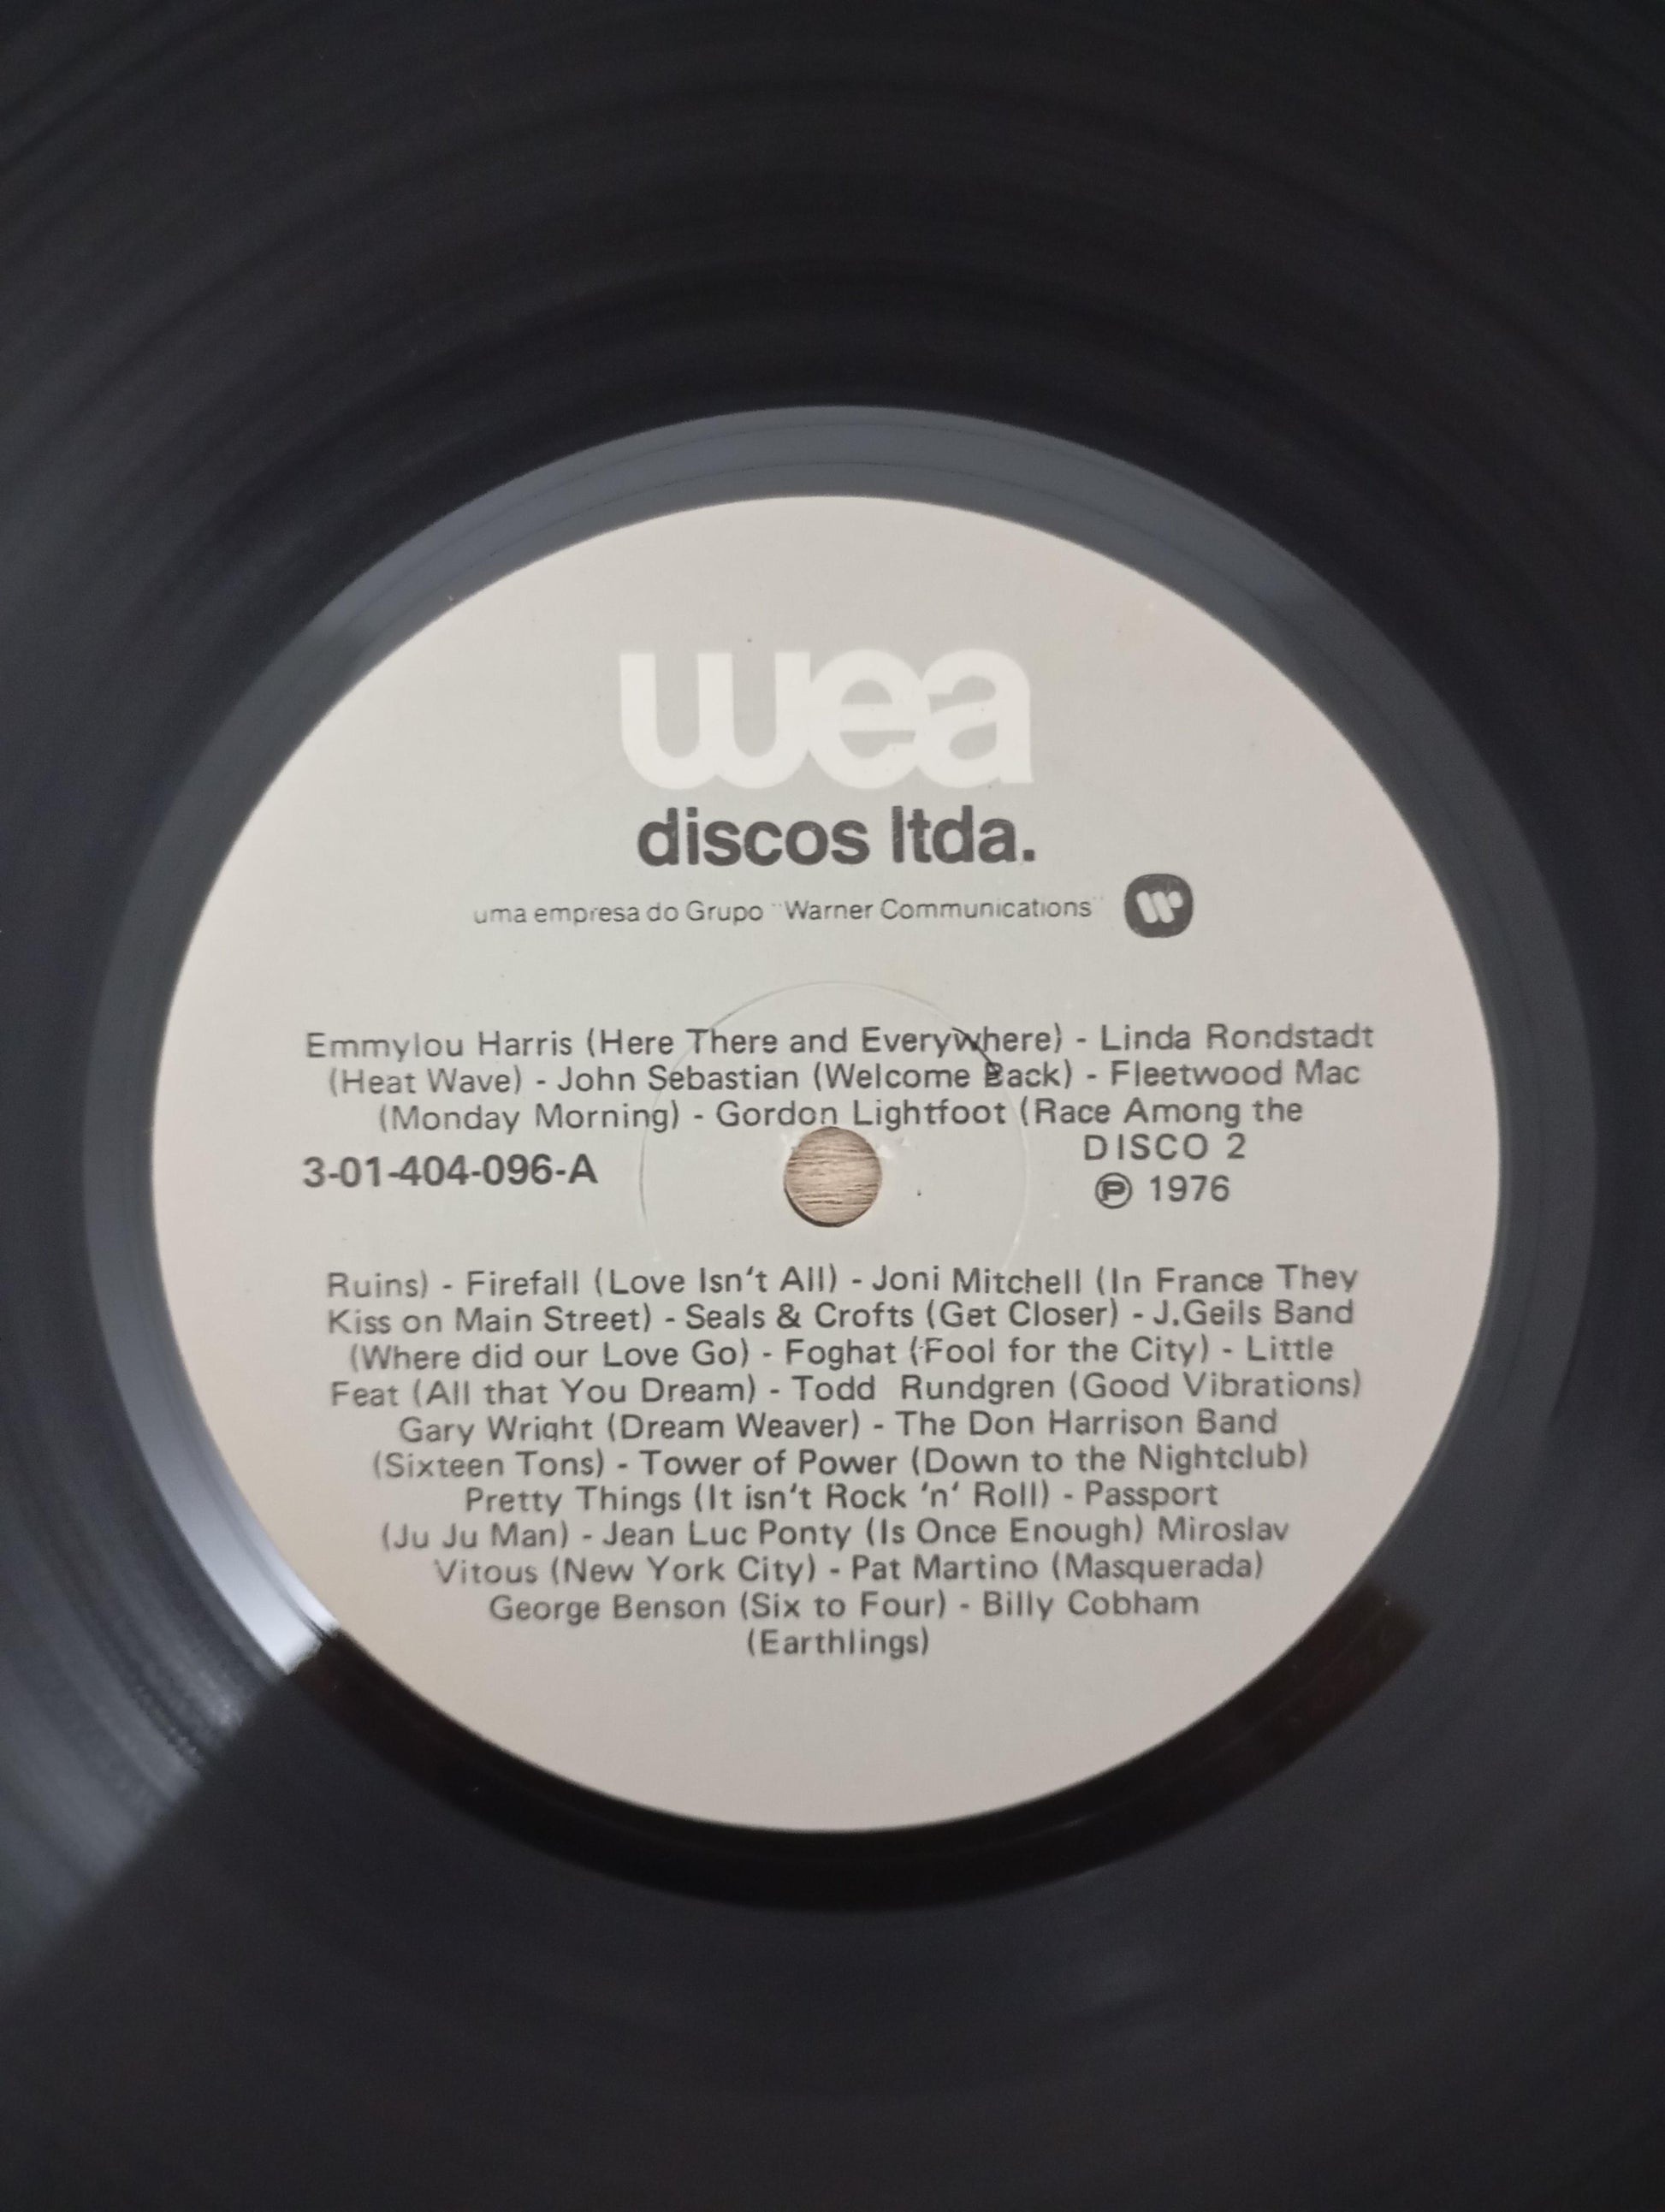 wea
discos ltda.
uma empresa do Grupo "Warner Communications"
Emmylou Harris (Here There and Everywhere) - Linda Rondstadt
(Heat Wave) - John Sebastian (Welcome Back) - Fleetwood Mac
(Monday Morning) - Gordon Lightfoot (Race Among the
3-01-404-096-A
DISCO 2
Ⓟ 1976
Ruins) - Firefall (Love Isn't All) - Joni Mitchell (In France They
Kiss on Main Street) - Seals & Crofts (Get Closer) - J.Geils Band
(Where did our Love Go) - Foghat (Fool for the City) - Little
Feat (All that You Dream) - Todd Rundgren (Good Vibrations)
Gary Wright (Dream Weaver) - The Don Harrison Band
(Sixteen Tons) - Tower of Power (Down to the Nightclub)
Pretty Things (It isn't Rock 'n' Roll) - Passport
(Ju Ju Man) - Jean Luc Ponty (Is Once Enough) Miroslav
Vitous (New York City) - Pat Martino (Masquerada)
George Benson (Six to Four) - Billy Cobham
(Earthlings)